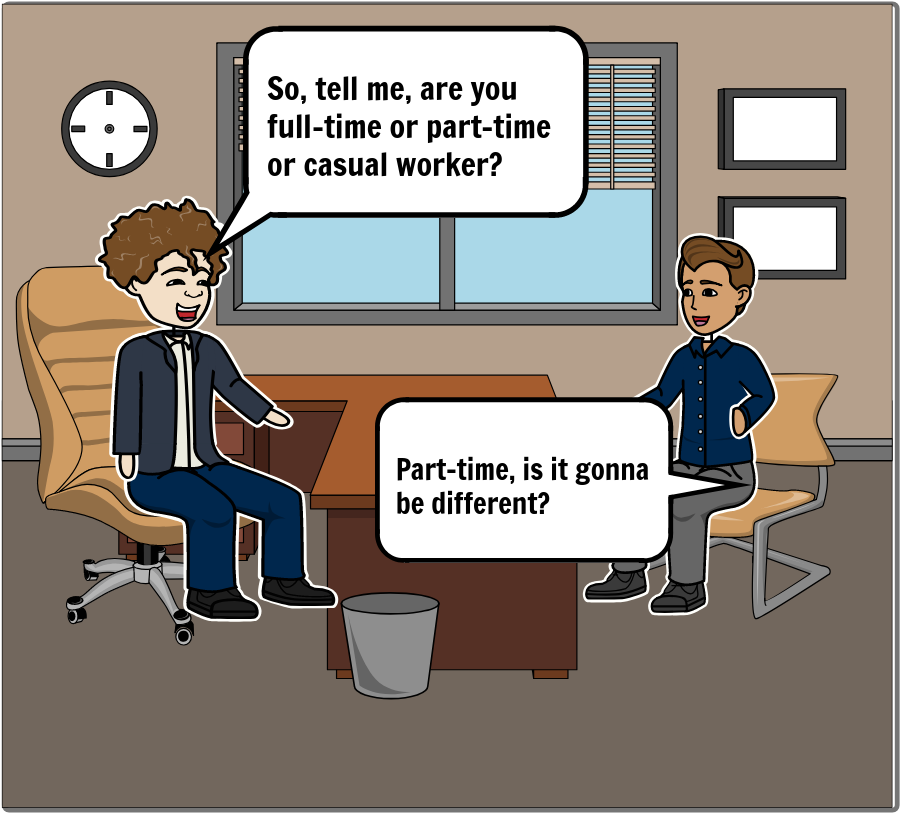 So, tell me, are you
full-time or part-time
or casual worker?
Part-time, is it gonna
be different?